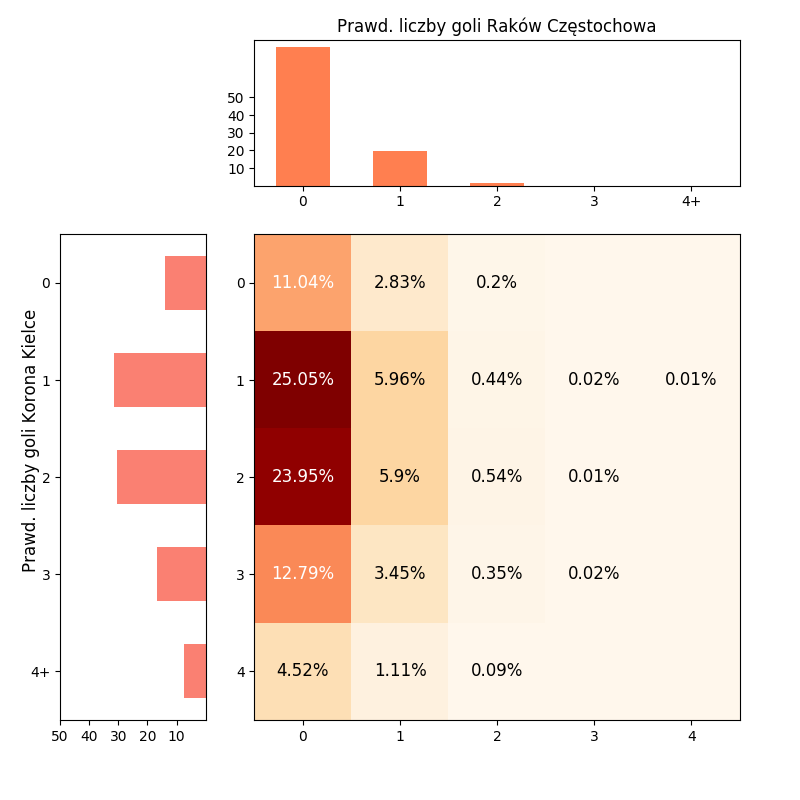 Prawd. liczby goli Raków Częstochowa
50
40
30
20
10
0 1 2 3 4+
Prawd. liczby goli Korona Kielce
0
1
2
3
4+
50 40 30 20 10
0 11.04% 2.83% 0.2%
1 25.05% 5.96% 0.44% 0.02% 0.01%
2 23.95% 5.9% 0.54% 0.01%
3 12.79% 3.45% 0.35% 0.02%
4 4.52% 1.11% 0.09%
0 1 2 3 4